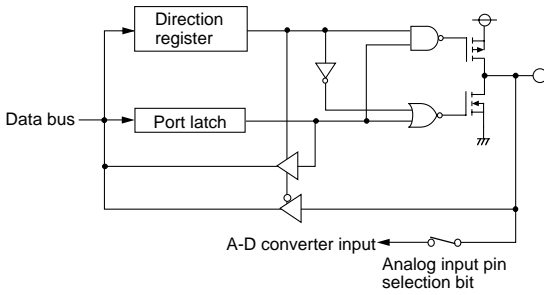 Direction
register
Data bus
Port latch
A-D converter input
Analog input pin
selection bit